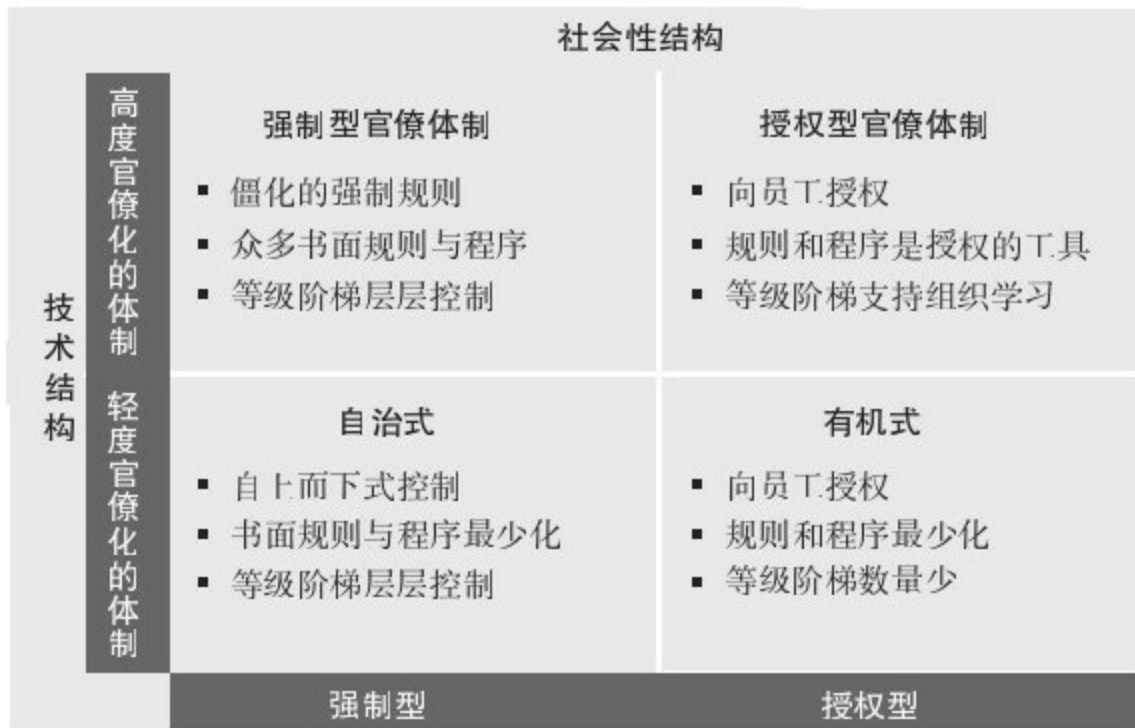 社会性结构
技术结构
高度官僚化的体制
强制型官僚体制
▪ 僵化的强制规则
▪ 众多书面规则与程序
▪ 等级阶梯层层控制
授权型官僚体制
▪ 向员工授权
▪ 规则和程序是授权的工具
▪ 等级阶梯支持组织学习
轻度官僚化的体制
自治式
▪ 自上而下式控制
▪ 书面规则与程序最少化
▪ 等级阶梯层层控制
有机式
▪ 向员工授权
▪ 规则和程序最少化
▪ 等级阶梯数量少
强制型
授权型